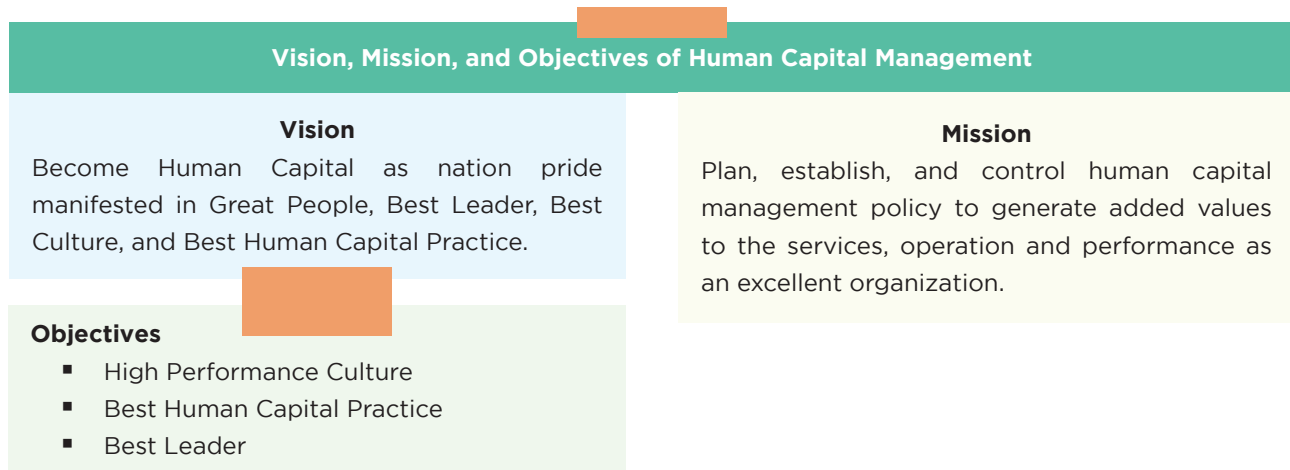 Vision, Mission, and Objectives of Human Capital Management
Vision
Become Human Capital as nation pride
manifested in Great People, Best Leader, Best
Culture, and Best Human Capital Practice.
Mission
Plan, establish, and control human capital
management policy to generate added values
to the services, operation and performance as
an excellent organization.
Objectives
▪ High Performance Culture
▪ Best Human Capital Practice
▪ Best Leader